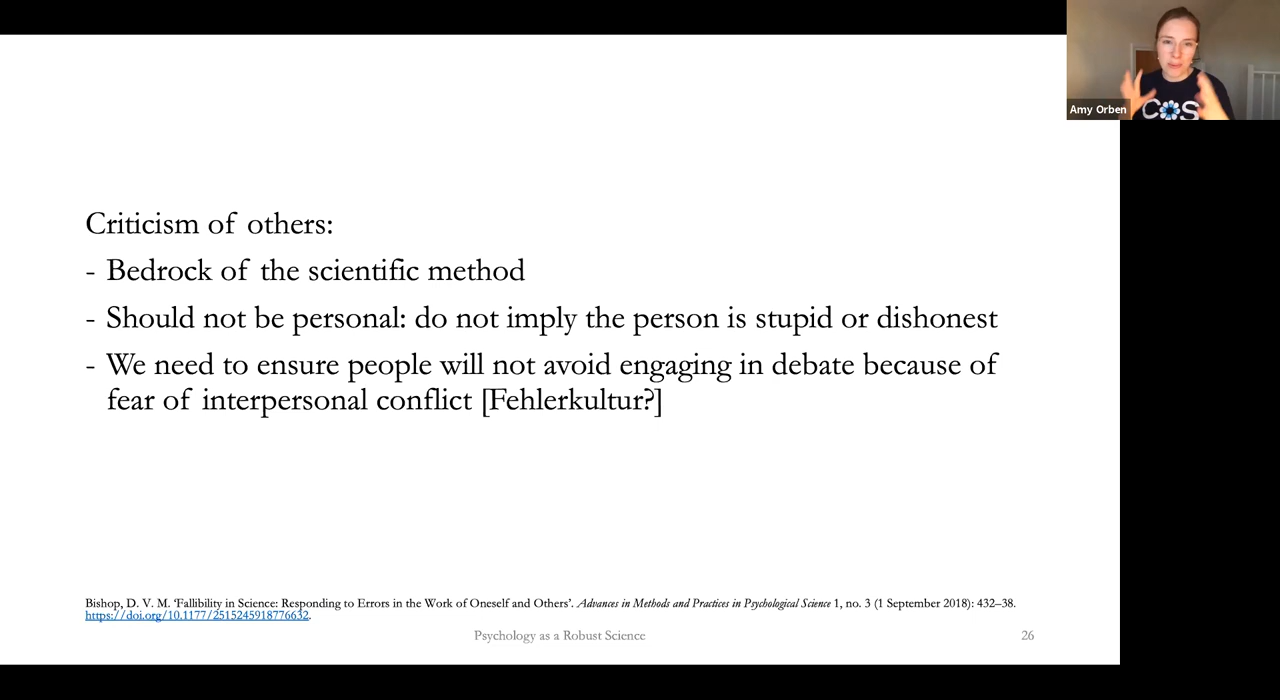 Amy Orben
COS
Criticism of others:
- Bedrock of the scientific method
- Should not be personal: do not imply the person is stupid or dishonest
- We need to ensure people will not avoid engaging in debate because of
fear of interpersonal conflict [Fehlerkultur?]
Bishop, D. V. M. ‘Fallibility in Science: Responding to Errors in the Work of Oneself and Others’. Advances in Methods and Practices in Psychological Science 1, no. 3 (1 September 2018): 432–38.
https://doi.org/10.1177/2515245918776632.
Psychology as a Robust Science
26